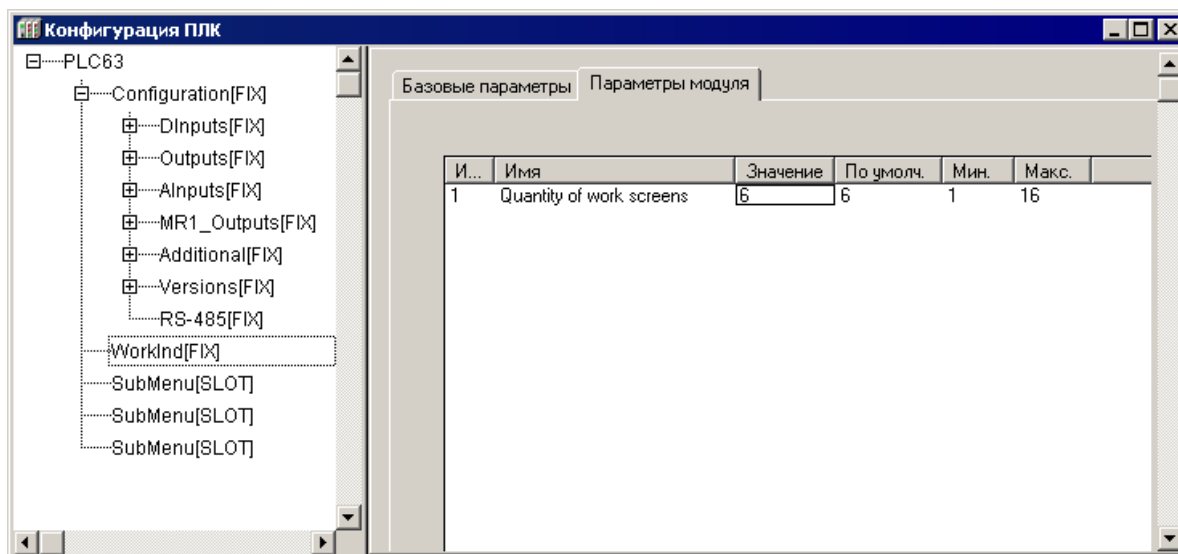 Конфигурация ПЛК
PLC63
Configuration[FIX]
DInputs[FIX]
Outputs[FIX]
AInputs[FIX]
MR1_Outputs[FIX]
Additional[FIX]
Versions[FIX]
RS-485[FIX]
WorkInd[FIX]
SubMenu[SLOT]
SubMenu[SLOT]
SubMenu[SLOT]
Базовые параметры Параметры модуля
И... Имя Значение По умолч. Мин. Макс.
1 Quantity of work screens 6 6 1 16